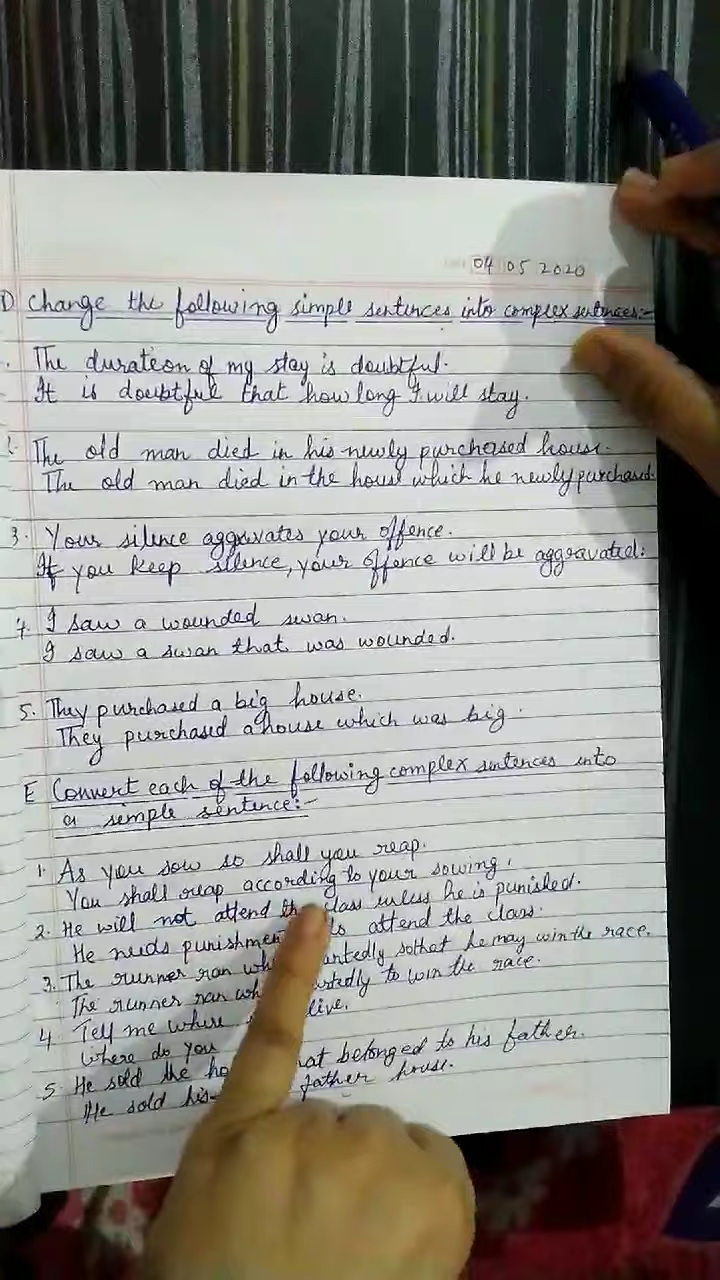 04 05 2020
D) Change the following simple sentences into complex sentences:-
The duration of my stay is doubtful.
It is doubtful that how long I will stay.
The old man died in his newly purchased house.
The old man died in the house which he newly purchased.
3. Your silence aggravates your offence.
If you keep silence, your offence will be aggravated.
4. I saw a wounded swan.
I saw a swan that was wounded.
5. They purchased a big house.
They purchased a house which was big.
E Convert each of the following complex sentences into
a simple sentence:-
1. As you sow so shall you reap.
You shall reap according to your sowing.
2. He will not attend the class unless he is punished.
He needs punishment to attend the class.
3. The runner ran so that he may win the race.
The runner ran to win the race.
4. Tell me where live.
Where do you
5. He sold the belonged to his father.
He sold his father house.